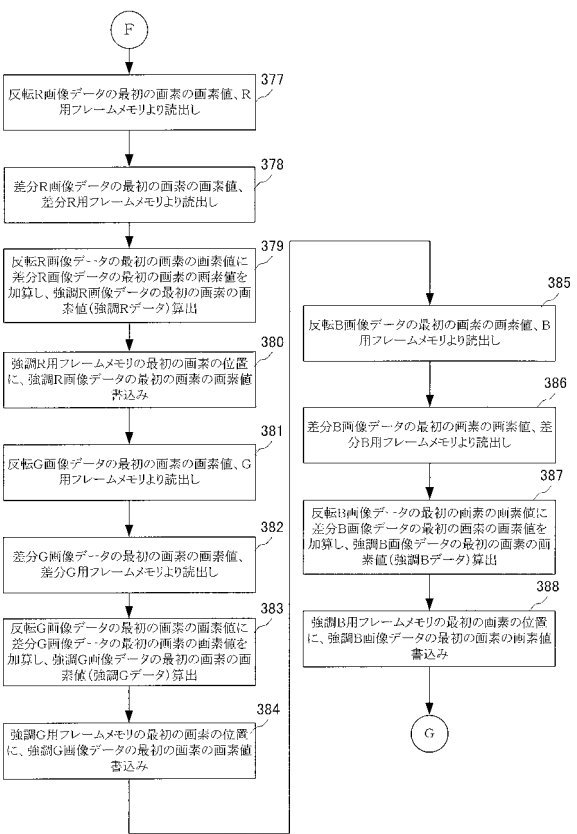 F
377
反転R画像データの最初の画素の画素値、R
用フレームメモリより読出し
378
差分R画像データの最初の画素の画素値、
差分R用フレームメモリより読出し
379
反転R画像データの最初の画素の画素値に
差分R画像データの最初の画素の画素値を
加算し、強調R画像データの最初の画素の画
素値(強調Rデータ)算出
380
強調R用フレームメモリの最初の画素の位置
に、強調R画像データの最初の画素の画素値
書込み
381
反転G画像データの最初の画素の画素値、G
用フレームメモリより読出し
382
差分G画像データの最初の画素の画素値、
差分G用フレームメモリより読出し
383
反転G画像データの最初の画素の画素値に
差分G画像データの最初の画素の画素値を
加算し、強調G画像データの最初の画素の画
素値(強調Gデータ)算出
384
強調G用フレームメモリの最初の画素の位置
に、強調G画像データの最初の画素の画素値
書込み
385
反転B画像データの最初の画素の画素値、B
用フレームメモリより読出し
386
差分B画像データの最初の画素の画素値、差
分B用フレームメモリより読出し
387
反転B画像データの最初の画素の画素値に
差分B画像データの最初の画素の画素値を
加算し、強調B画像データの最初の画素の画
素値(強調Bデータ)算出
388
強調B用フレームメモリの最初の画素の位置
に、強調B画像データの最初の画素の画素値
書込み
G